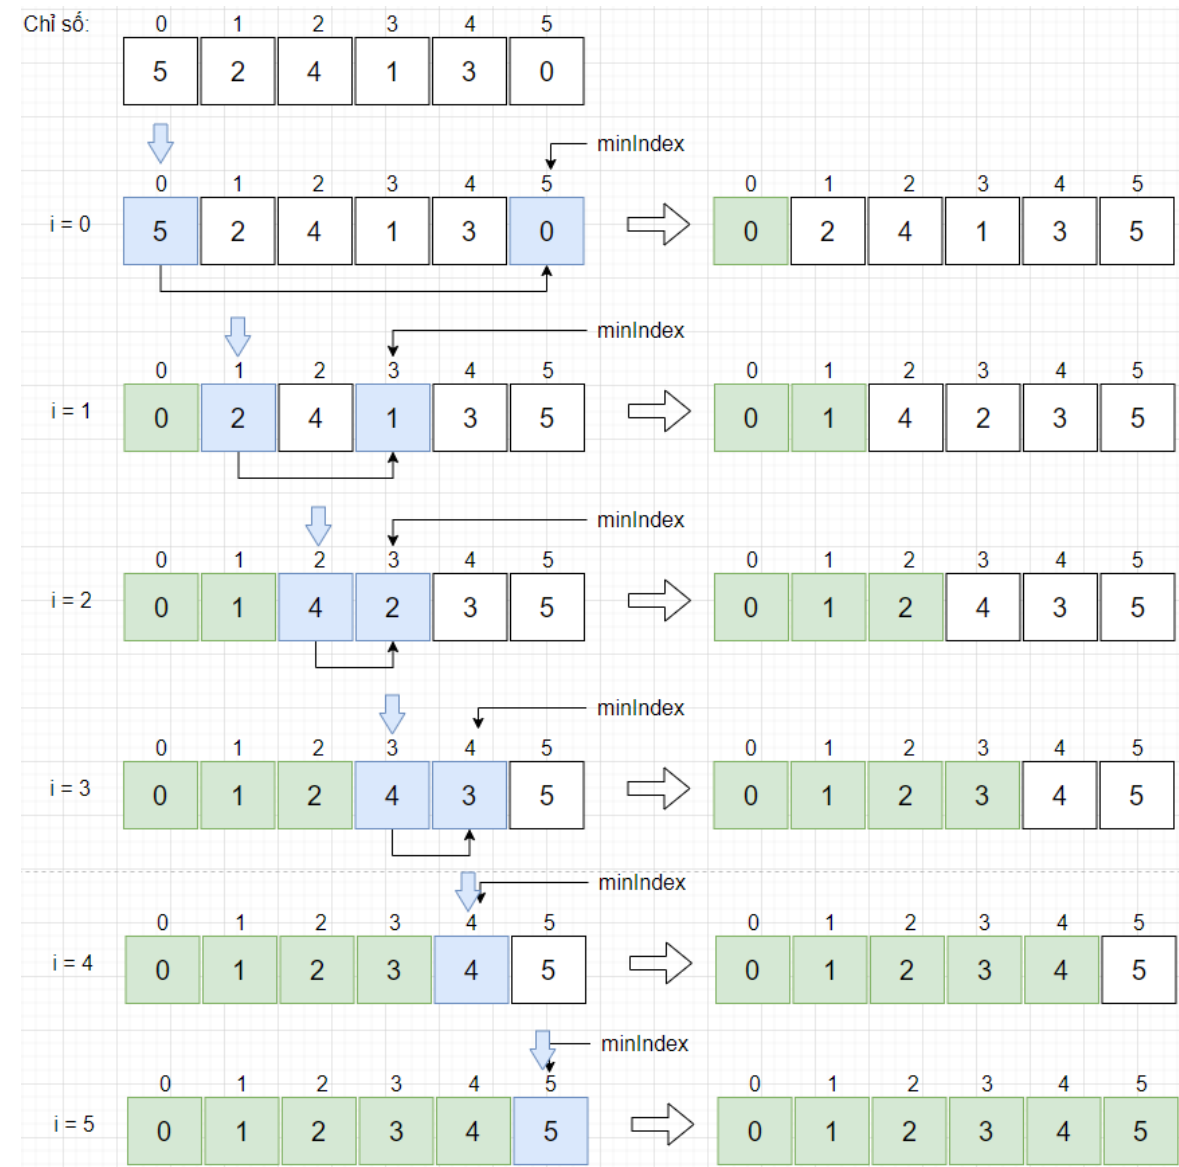 Chỉ số: 0 1 2 3 4 5
5 2 4 1 3 0
minIndex
0 1 2 3 4 5 0 1 2 3 4 5
i = 0 5 2 4 1 3 0 0 2 4 1 3 5
minIndex
0 1 2 3 4 5 0 1 2 3 4 5
i = 1 0 2 4 1 3 5 0 1 4 2 3 5
minIndex
0 1 2 3 4 5 0 1 2 3 4 5
i = 2 0 1 4 2 3 5 0 1 2 4 3 5
minIndex
0 1 2 3 4 5 0 1 2 3 4 5
i = 3 0 1 2 4 3 5 0 1 2 3 4 5
minIndex
0 1 2 3 4 5 0 1 2 3 4 5
i = 4 0 1 2 3 4 5 0 1 2 3 4 5
minIndex
0 1 2 3 4 5 0 1 2 3 4 5
i = 5 0 1 2 3 4 5 0 1 2 3 4 5